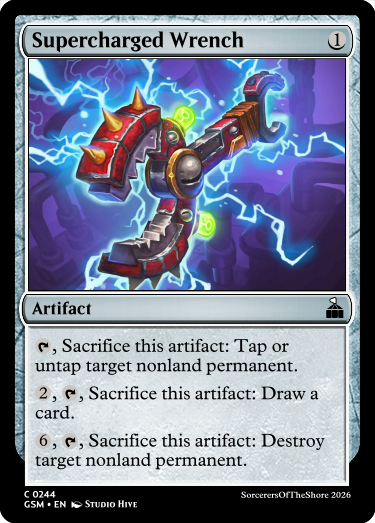 Supercharged Wrench 1
Artifact
, Sacrifice this artifact: Tap or
untap target nonland permanent.
2, , Sacrifice this artifact: Draw a
card.
6, , Sacrifice this artifact: Destroy
target nonland permanent.
C 0244
GSM • EN Studio Hive
SorcerersOfTheShore 2026